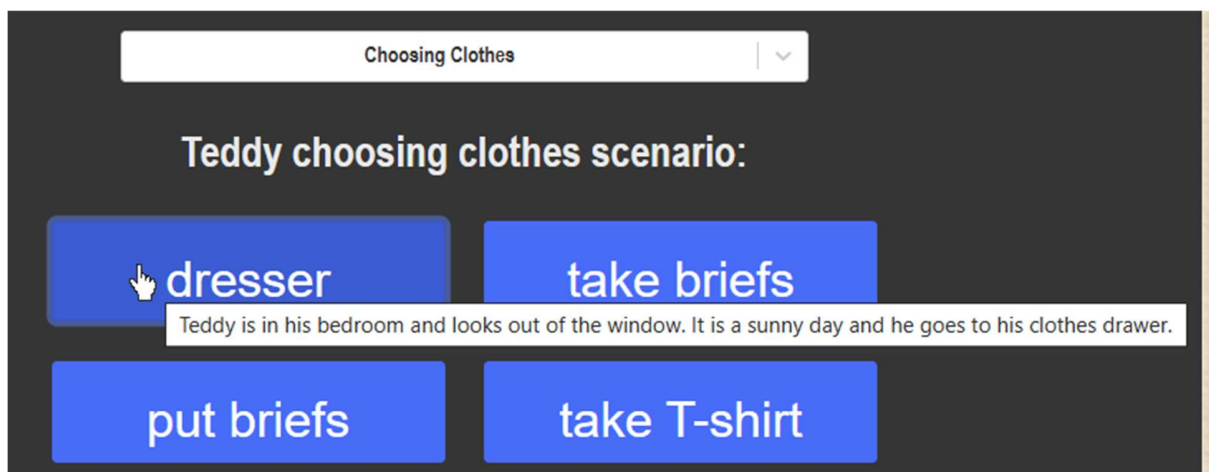 Choosing Clothes
Teddy choosing clothes scenario:
dresser
take briefs
Teddy is in his bedroom and looks out of the window. It is a sunny day and he goes to his clothes drawer.
put briefs
take T-shirt